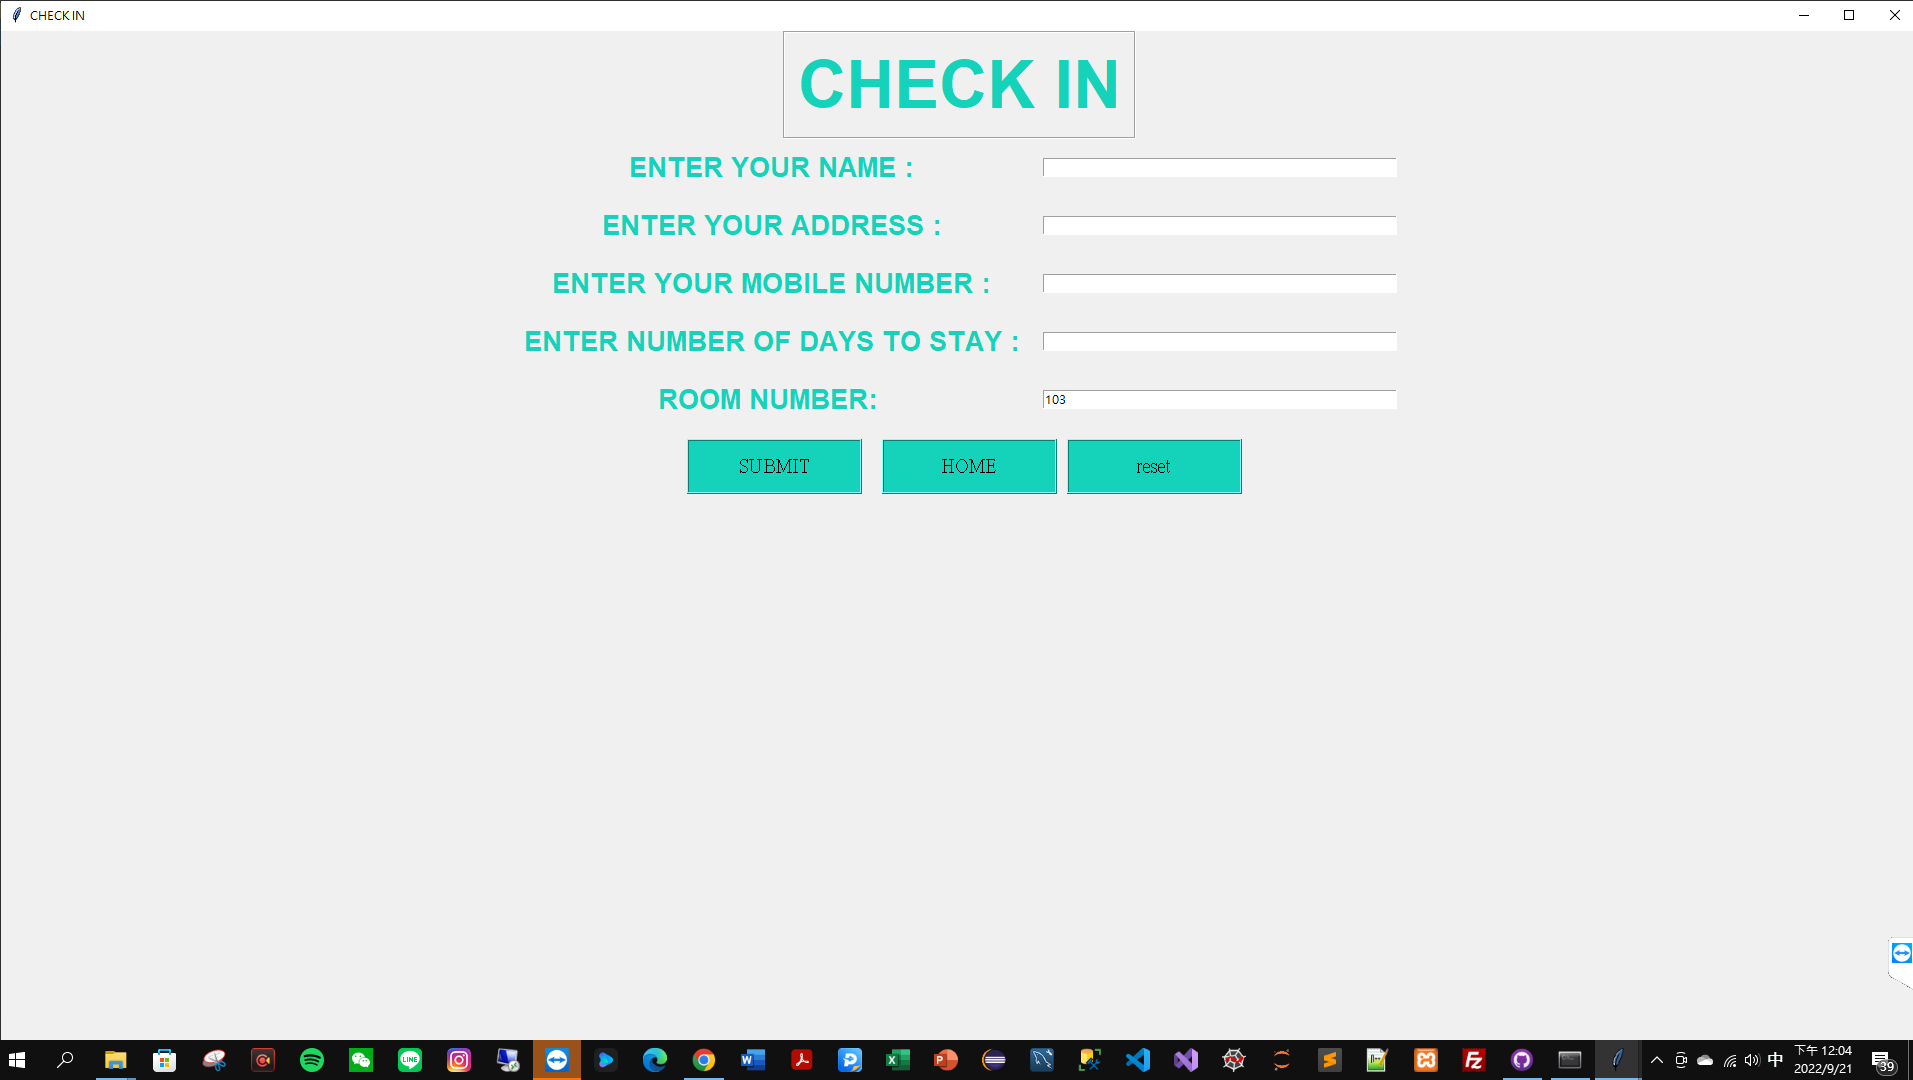 CHECK IN
CHECK IN
ENTER YOUR NAME :
ENTER YOUR ADDRESS :
ENTER YOUR MOBILE NUMBER :
ENTER NUMBER OF DAYS TO STAY :
ROOM NUMBER:
103
SUBMIT
HOME
reset
LINE
中
下午 12:04
2022/9/21
39